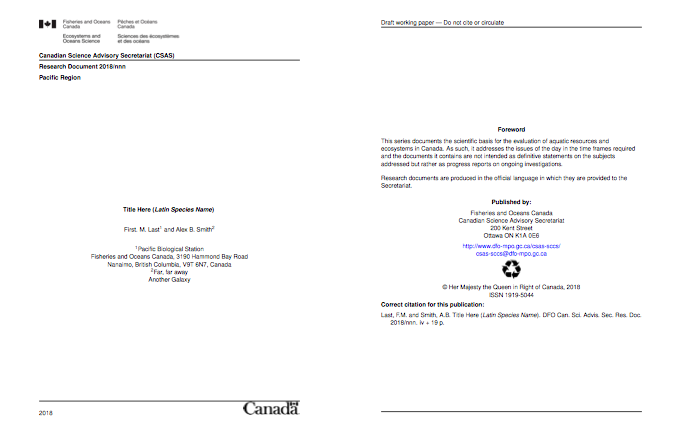 Fisheries and Oceans
Canada
Pêches et Océans
Canada
Ecosystems and
Oceans Science
Sciences des écosystèmes
et des océans
Canadian Science Advisory Secretariat (CSAS)
Research Document 2018/nnn
Pacific Region
Title Here (Latin Species Name)
First. M. Last1 and Alex B. Smith2
1Pacific Biological Station
Fisheries and Oceans Canada, 3190 Hammond Bay Road
Nanaimo, British Columbia, V9T 6N7, Canada
2Far, far away
Another Galaxy
2018
Canada
Draft working paper — Do not cite or circulate
Foreword
This series documents the scientific basis for the evaluation of aquatic resources and
ecosystems in Canada. As such, it addresses the issues of the day in the time frames required
and the documents it contains are not intended as definitive statements on the subjects
addressed but rather as progress reports on ongoing investigations.
Research documents are produced in the official language in which they are provided to the
Secretariat.
Published by:
Fisheries and Oceans Canada
Canadian Science Advisory Secretariat
200 Kent Street
Ottawa ON K1A 0E6
http://www.dfo-mpo.gc.ca/csas-sccs/
csas-sccs@dfo-mpo.gc.ca
© Her Majesty the Queen in Right of Canada, 2018
ISSN 1919-5044
Correct citation for this publication:
Last, F.M. and Smith, A.B. Title Here (Latin Species Name). DFO Can. Sci. Advis. Sec. Res. Doc.
2018/nnn. iv + 19 p.